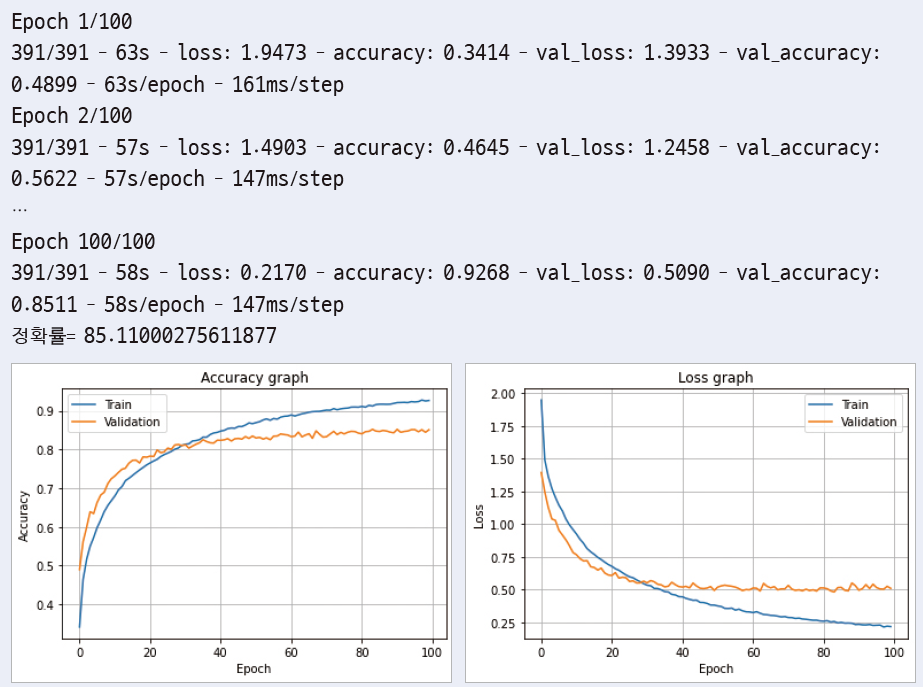 Epoch 1/100
391/391 - 63s - loss: 1.9473 - accuracy: 0.3414 - val_loss: 1.3933 - val_accuracy:
0.4899 - 63s/epoch - 161ms/step
Epoch 2/100
391/391 - 57s - loss: 1.4903 - accuracy: 0.4645 - val_loss: 1.2458 - val_accuracy:
0.5622 - 57s/epoch - 147ms/step
…
Epoch 100/100
391/391 - 58s - loss: 0.2170 - accuracy: 0.9268 - val_loss: 0.5090 - val_accuracy:
0.8511 - 58s/epoch - 147ms/step
정확률= 85.11000275611877
Accuracy graph
Train
Validation
0.9
0.8
0.7
0.6
0.5
0.4
Accuracy
0 20 40 60 80 100
Epoch
Loss graph
Train
Validation
2.00
1.75
1.50
1.25
1.00
0.75
0.50
0.25
Loss
0 20 40 60 80 100
Epoch